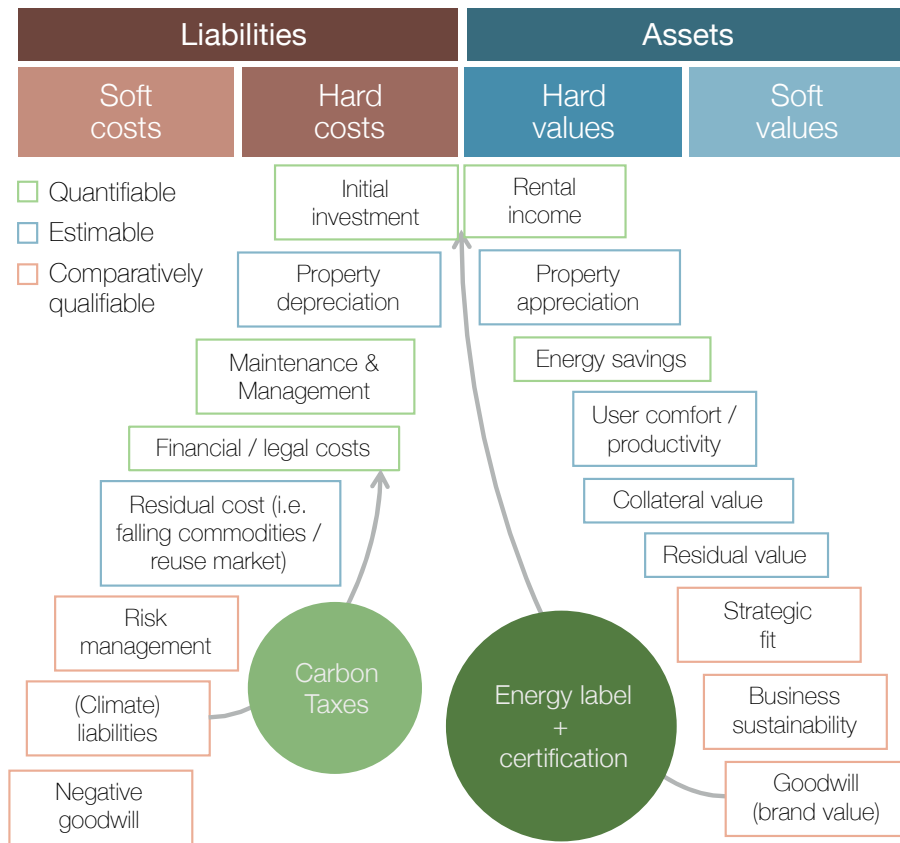 Liabilities
Assets
Soft
costs
Hard
costs
Hard
values
Soft
values
Quantifiable
Estimable
Comparatively
qualifiable
Initial
investment
Rental
income
Property
depreciation
Property
appreciation
Maintenance &
Management
Energy savings
Financial / legal costs
User comfort /
productivity
Residual cost (i.e.
falling commodities /
reuse market)
Collateral value
Residual value
Risk
management
Strategic
fit
Carbon
Taxes
Energy label
+
certification
(Climate)
liabilities
Business
sustainability
Negative
goodwill
Goodwill
(brand value)